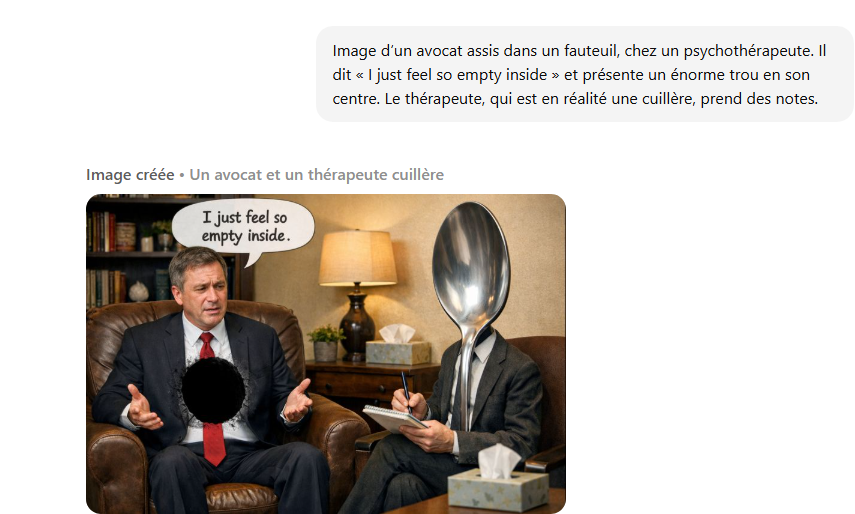 Image d'un avocat assis dans un fauteuil, chez un psychothérapeute. Il
dit « I just feel so empty inside » et présente un énorme trou en son
centre. Le thérapeute, qui est en réalité une cuillère, prend des notes.
Image créée • Un avocat et un thérapeute cuillère
I just feel so
empty inside.